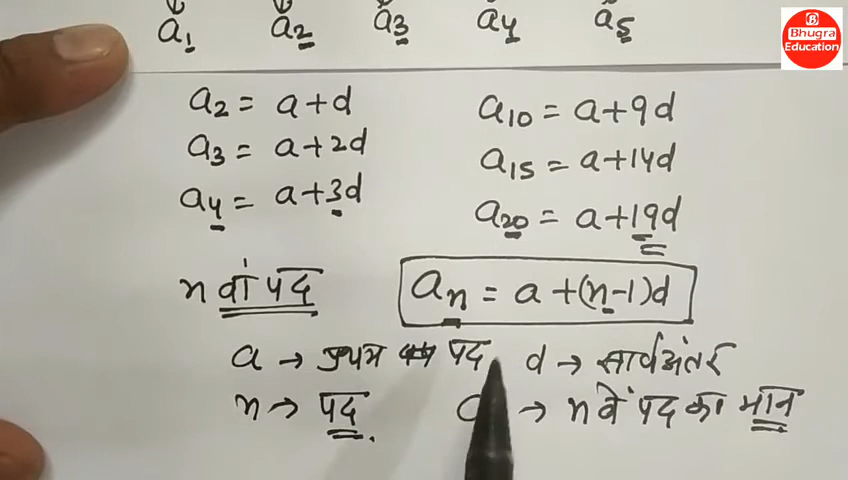 a1 a2 a3 a4 a5
Bhugra
Education
a2 = a+d
a10 = a+9d
a3 = a+2d
a15 = a+14d
a4 = a+3d
a20 = a+19d
n वां पद
an = a+(n-1)d
a → प्रथम पद
d → सार्वअंतर
n → पद
→ n वें पद का मान